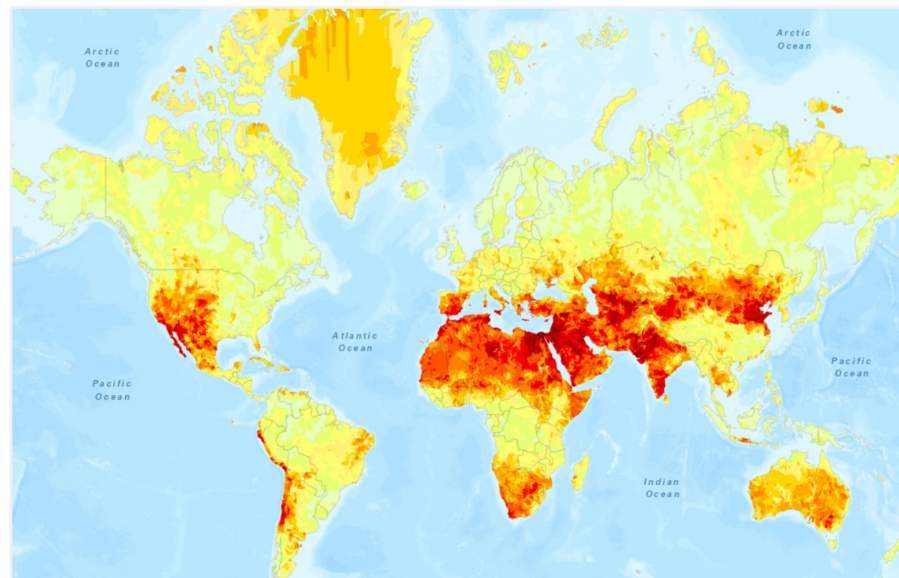 Arctic
Ocean
Arctic
Ocean
Atlantic
Ocean
Pacific
Ocean
Pacific
Ocean
Indian
Ocean